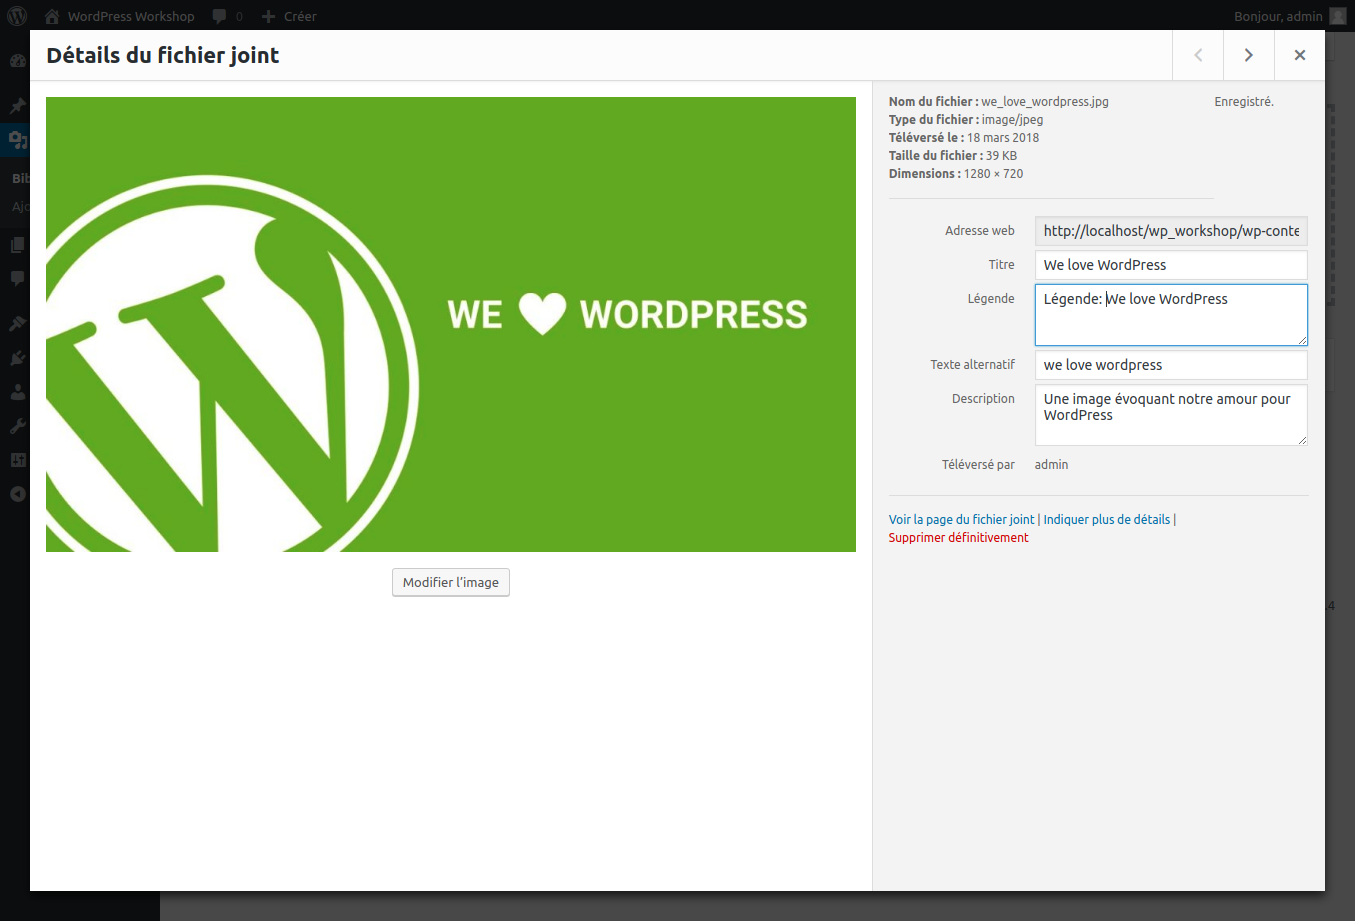 WordPress Workshop 0 Créer Bonjour, admin
Détails du fichier joint
WE WORDPRESS
Modifier l’image
Nom du fichier : we_love_wordpress.jpg
Enregistré.
Type du fichier : image/jpeg
Téléversé le : 18 mars 2018
Taille du fichier : 39 KB
Dimensions : 1280 × 720
Adresse web http://localhost/wp_workshop/wp-conte
Titre We love WordPress
Légende Légende: We love WordPress
Texte alternatif we love wordpress
Description Une image évoquant notre amour pour
WordPress
Téléversé par admin
Voir la page du fichier joint | Indiquer plus de détails |
Supprimer définitivement
Bib
Ajo
.4